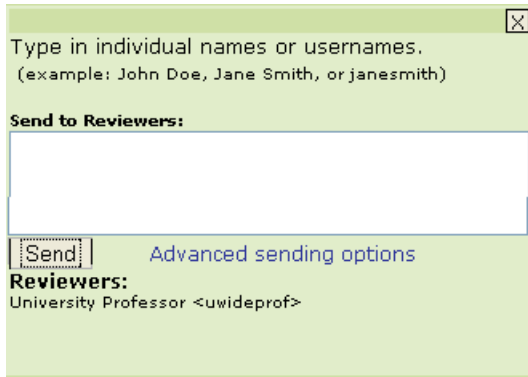 X
Type in individual names or usernames.
(example: John Doe, Jane Smith, or janesmith)
Send to Reviewers:
Send Advanced sending options
Reviewers:
University Professor <uwideprof>